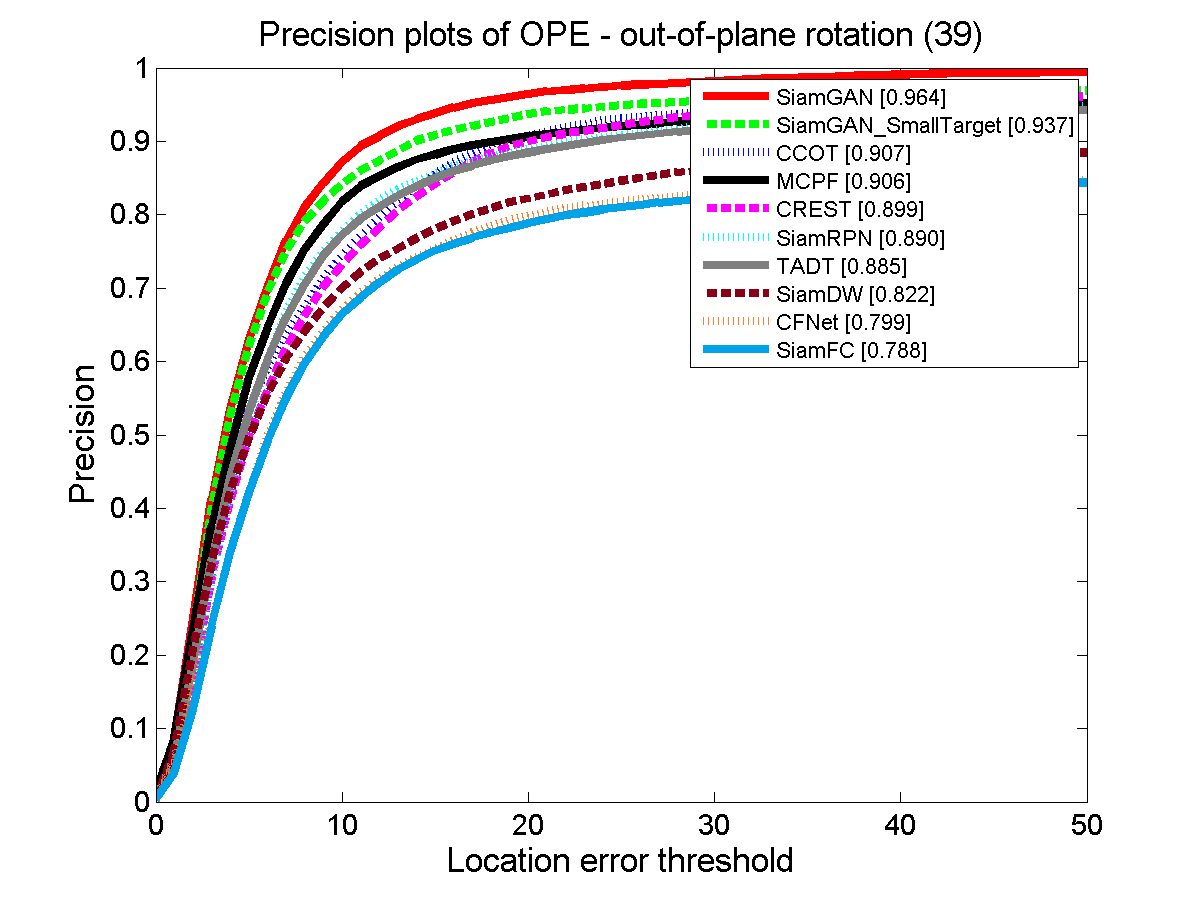 Precision plots of OPE - out-of-plane rotation (39)
1
0.9
0.8
0.7
0.6
0.5
0.4
0.3
0.2
0.1
0
Precision
SiamGAN [0.964]
SiamGAN_SmallTarget [0.937]
CCOT [0.907]
MCPF [0.906]
CREST [0.899]
SiamRPN [0.890]
TADT [0.885]
SiamDW [0.822]
CFNet [0.799]
SiamFC [0.788]
0 10 20 30 40 50
Location error threshold